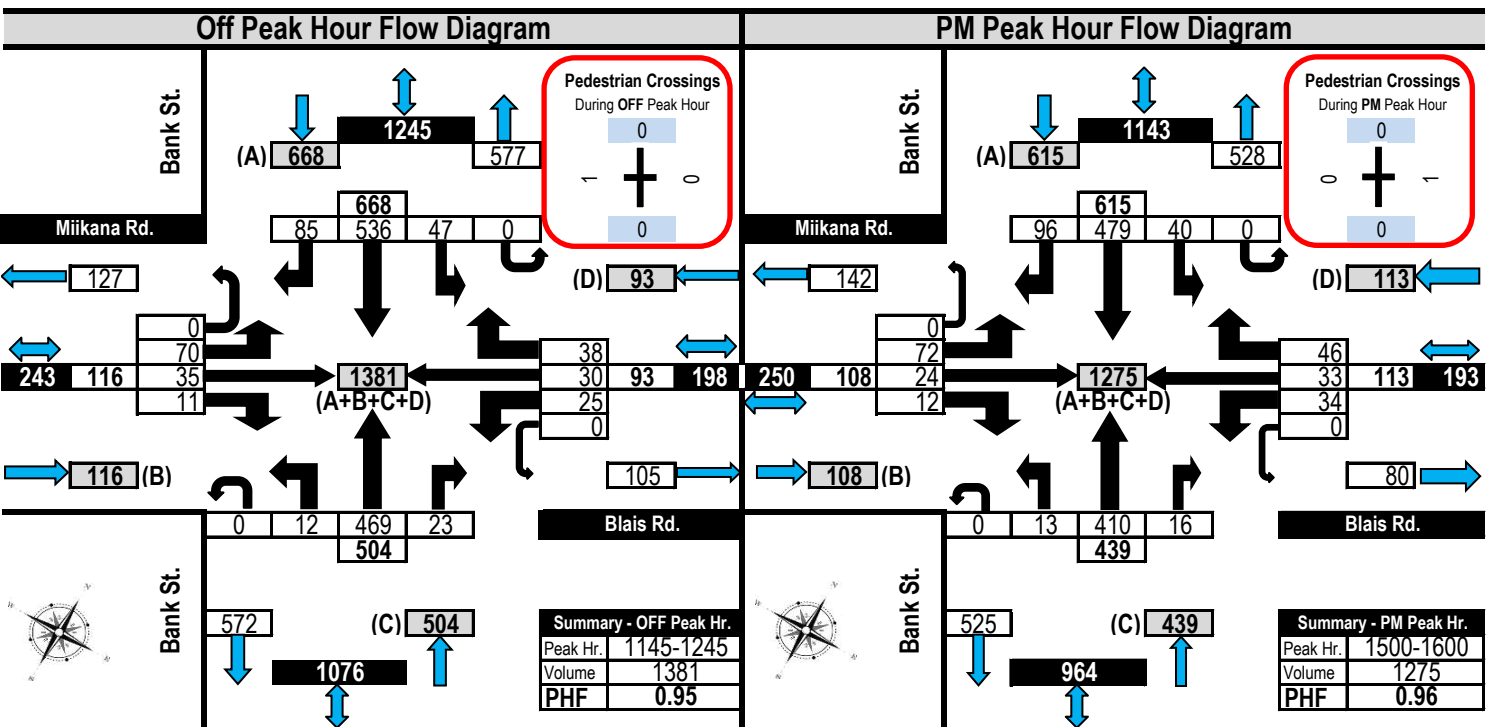 Off Peak Hour Flow Diagram
Bank St.
1245
(A) 668
577
Pedestrian Crossings
During OFF Peak Hour
0
1
0
0
668
85 536 47 0
Miikana Rd.
127
(D) 93
0
70
35
11
243 116
1381
(A+B+C+D)
38
30
25
0
93 198
116 (B)
105
0 12 469 23
504
Blais Rd.
Bank St.
572
(C) 504
1076
Summary - OFF Peak Hr.
Peak Hr. 1145-1245
Volume 1381
PHF 0.95
PM Peak Hour Flow Diagram
Bank St.
1143
(A) 615
528
Pedestrian Crossings
During PM Peak Hour
0
0
1
0
615
96 479 40 0
Miikana Rd.
142
(D) 113
0
72
24
12
250 108
1275
(A+B+C+D)
46
33
34
0
113 193
108 (B)
80
0 13 410 16
439
Blais Rd.
Bank St.
525
(C) 439
964
Summary - PM Peak Hr.
Peak Hr. 1500-1600
Volume 1275
PHF 0.96